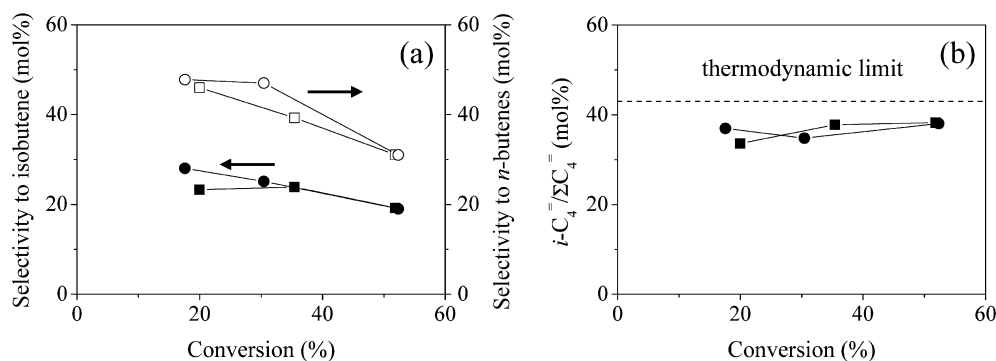 (a)
Selectivity to isobutene (mol%)
60
40
20
0
0 20 40 60
Conversion (%)
60
40
20
0
Selectivity to n-butenes (mol%)
(b)
thermodynamic limit
i-C₄⁼/ΣC₄⁼ (mol%)
60
40
20
0
0 20 40 60
Conversion (%)